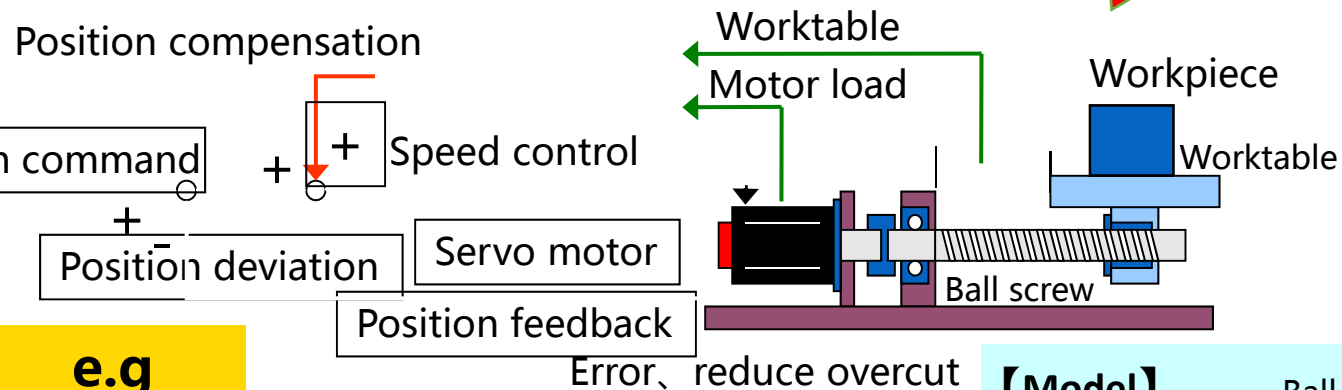 Position compensation
Worktable
Motor load
Workpiece
n command
+
+
Speed control
Worktable
+
-
Position deviation
Servo motor
Ball screw
Position feedback
e.g
Error、reduce overcut
【Model】
Ball